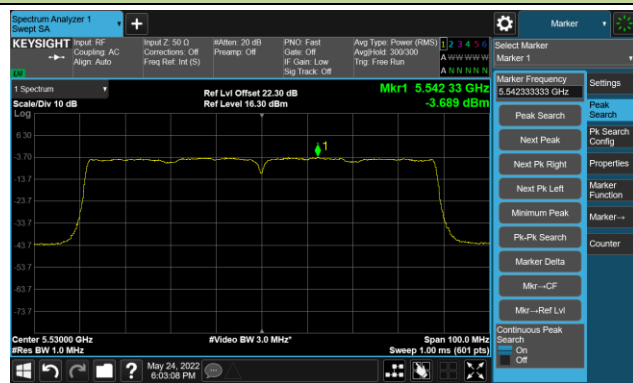 Spectrum Analyzer 1
Swept SA
KEYSIGHT
Input: RF
Coupling: AC
Align: Auto
Input Z: 50 Ω
Corrections: Off
Freq Ref: Int (S)
#Atten: 20 dB
Preamp: Off
PNO: Fast
Gate: Off
IF Gain: Low
Sig Track: Off
Avg Type: Power (RMS)
Avg|Hold: 300/300
Trig: Free Run
1 2 3 4 5 6
A W W W W W
A N N N N N
LXI
1 Spectrum
Scale/Div 10 dB
Log
Ref Lvl Offset 22.30 dB
Ref Level 16.30 dBm
Mkr1 5.542 33 GHz
-3.689 dBm
1
6.30
-3.70
-13.7
-23.7
-33.7
-43.7
-53.7
-63.7
-73.7
Center 5.53000 GHz
#Res BW 1.0 MHz
#Video BW 3.0 MHz*
Span 100.0 MHz
Sweep 1.00 ms (601 pts)
May 24, 2022
6:03:08 PM
Marker
Select Marker
Marker 1
Marker Frequency
5.542333333 GHz
Peak Search
Next Peak
Next Pk Right
Next Pk Left
Minimum Peak
Pk-Pk Search
Marker Delta
Mkr→CF
Mkr→Ref Lvl
Continuous Peak
Search
On
Off
Settings
Peak
Search
Pk Search
Config
Properties
Marker
Function
Marker→
Counter